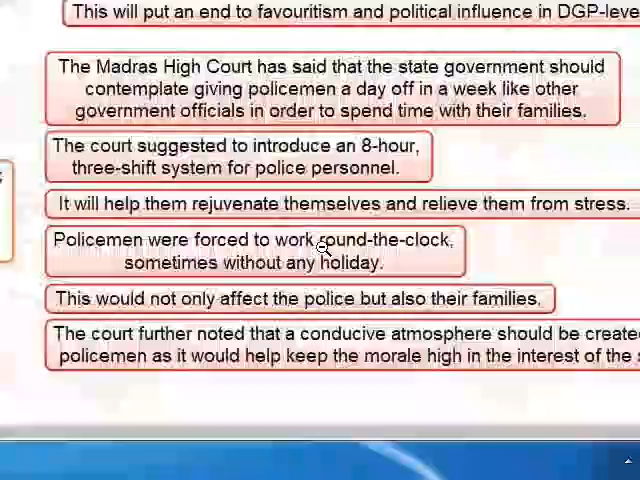 This will put an end to favouritism and political influence in DGP-leve
The Madras High Court has said that the state government should
contemplate giving policemen a day off in a week like other
government officials in order to spend time with their families.
The court suggested to introduce an 8-hour,
three-shift system for police personnel.
It will help them rejuvenate themselves and relieve them from stress.
Policemen were forced to work round-the-clock,
sometimes without any holiday.
This would not only affect the police but also their families.
The court further noted that a conducive atmosphere should be create
policemen as it would help keep the morale high in the interest of the